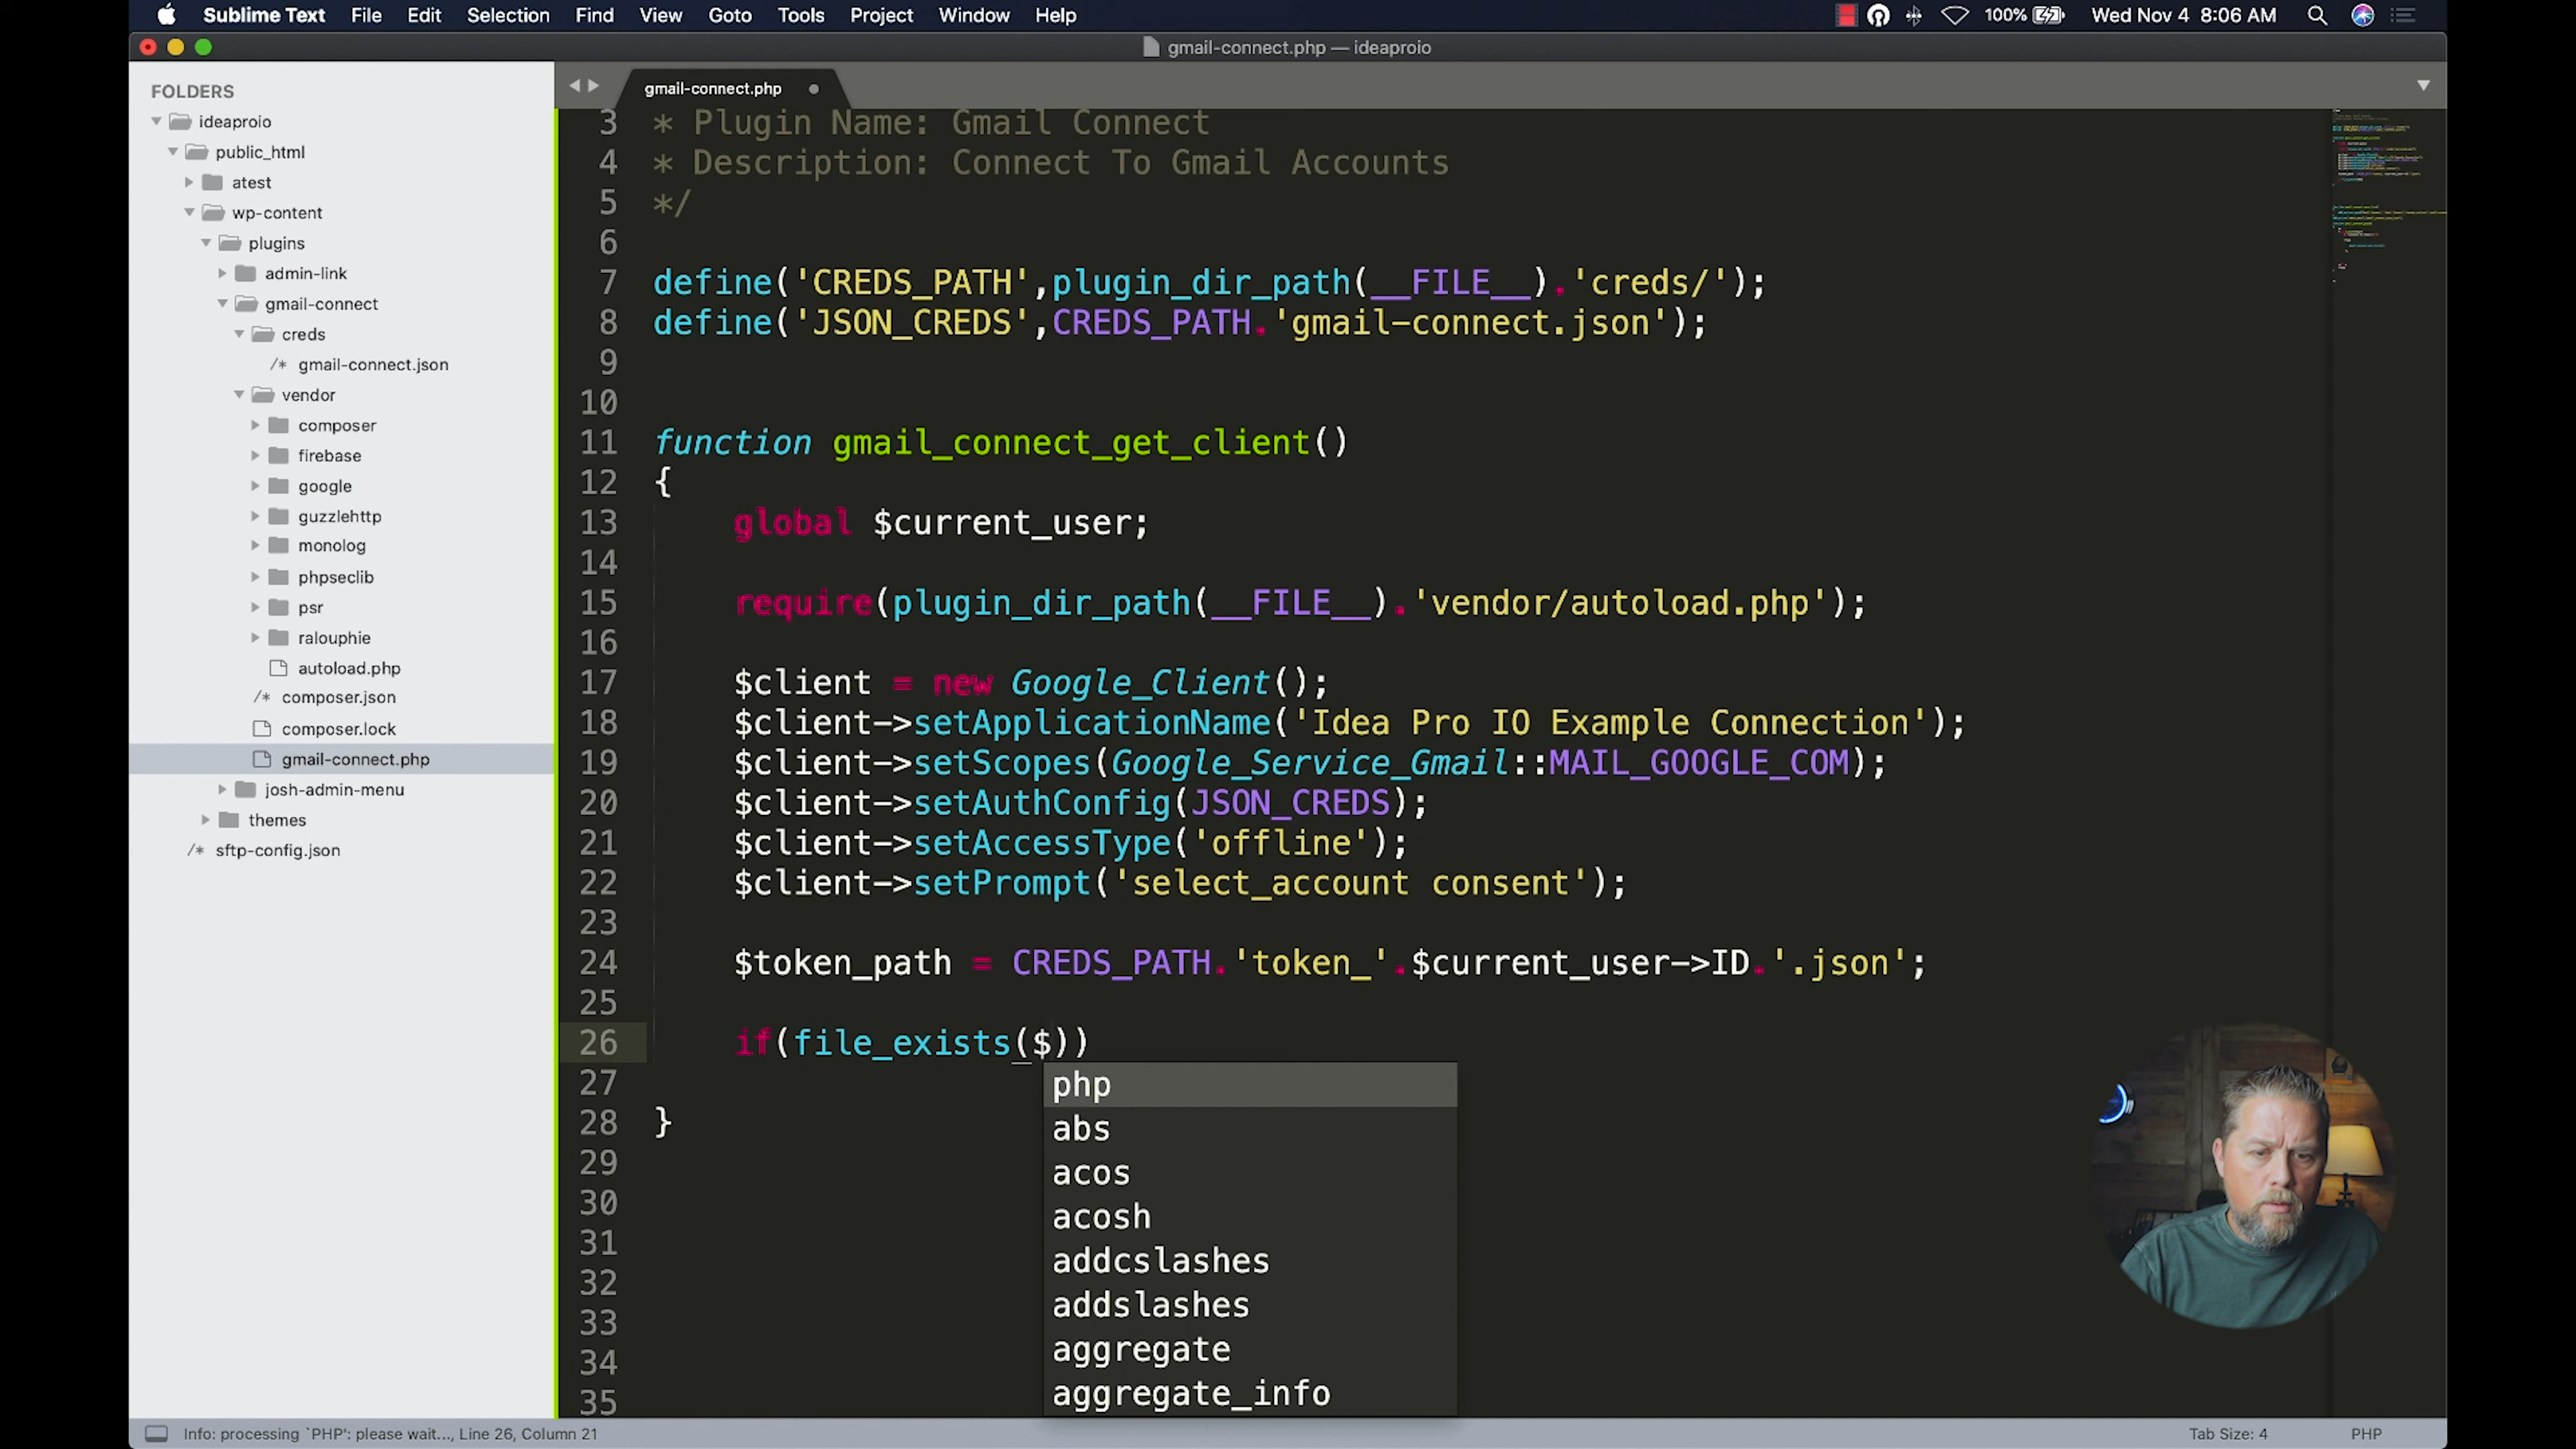 Sublime Text File Edit Selection Find View Goto Tools Project Window Help 100% Wed Nov 4 8:06 AM
gmail-connect.php — ideaproio
FOLDERS
ideaproio
public_html
atest
wp-content
plugins
admin-link
gmail-connect
creds
/* gmail-connect.json
vendor
composer
firebase
google
guzzlehttp
monolog
phpseclib
psr
ralouphie
autoload.php
/* composer.json
composer.lock
gmail-connect.php
josh-admin-menu
themes
/* sftp-config.json
gmail-connect.php
3 * Plugin Name: Gmail Connect
4 * Description: Connect To Gmail Accounts
5 */
6
7 define('CREDS_PATH',plugin_dir_path(__FILE__).'creds/');
8 define('JSON_CREDS',CREDS_PATH.'gmail-connect.json');
9
10
11 function gmail_connect_get_client()
12 {
13 global $current_user;
14
15 require(plugin_dir_path(__FILE__).'vendor/autoload.php');
16
17 $client = new Google_Client();
18 $client->setApplicationName('Idea Pro IO Example Connection');
19 $client->setScopes(Google_Service_Gmail::MAIL_GOOGLE_COM);
20 $client->setAuthConfig(JSON_CREDS);
21 $client->setAccessType('offline');
22 $client->setPrompt('select_account consent');
23
24 $token_path = CREDS_PATH.'token_'.$current_user->ID.'.json';
25
26 if(file_exists($))
27
28 }
29
30
31
32
33
34
35
php
abs
acos
acosh
addcslashes
addslashes
aggregate
aggregate_info
Info: processing `PHP': please wait..., Line 26, Column 21
Tab Size: 4
PHP